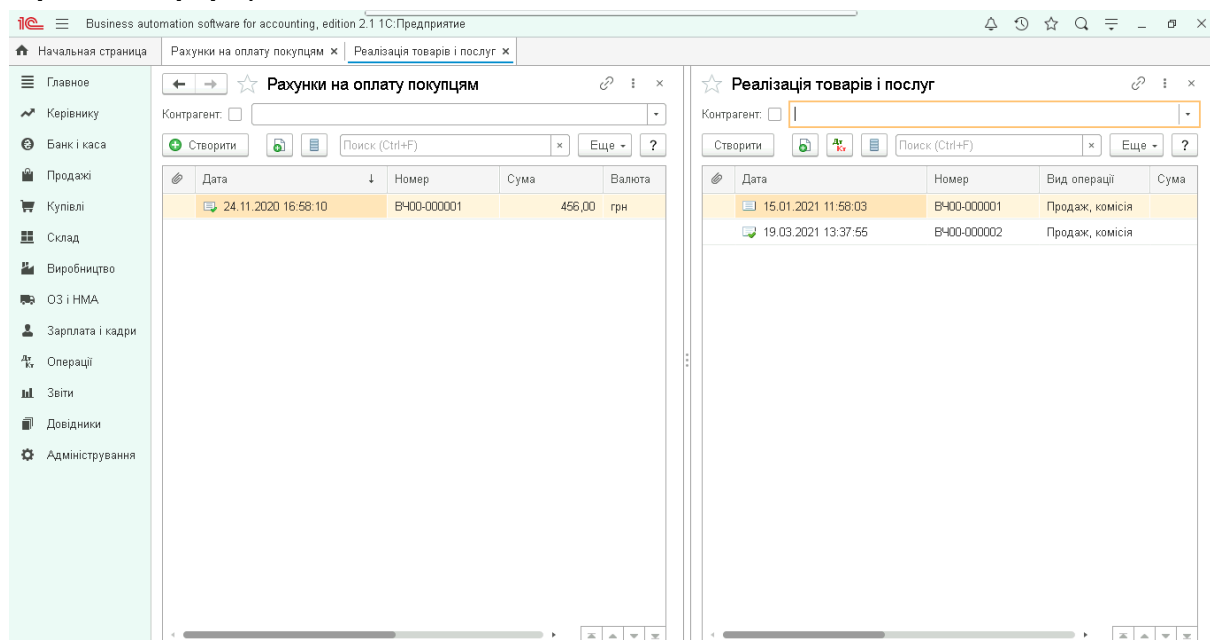 1С Business automation software for accounting, edition 2.1 1С:Предприятие
Начальная страница Рахунки на оплату покупцям × Реалізація товарів і послуг ×
Главное
Керівнику
Банк і каса
Продажі
Купівлі
Склад
Виробництво
ОЗ і НМА
Зарплата і кадри
Операції
Звіти
Довідники
Адміністрування
Рахунки на оплату покупцям
Контрагент:
Створити Поиск (Ctrl+F) × Еще ?
Дата ↓ Номер Сума Валюта
24.11.2020 16:58:10 ВЧ00-000001 456,00 грн
Реалізація товарів і послуг
Контрагент:
Створити Дт Кт Поиск (Ctrl+F) × Еще ?
Дата Номер Вид операції Сума
15.01.2021 11:58:03 ВЧ00-000001 Продаж, комісія
19.03.2021 13:37:55 ВЧ00-000002 Продаж, комісія